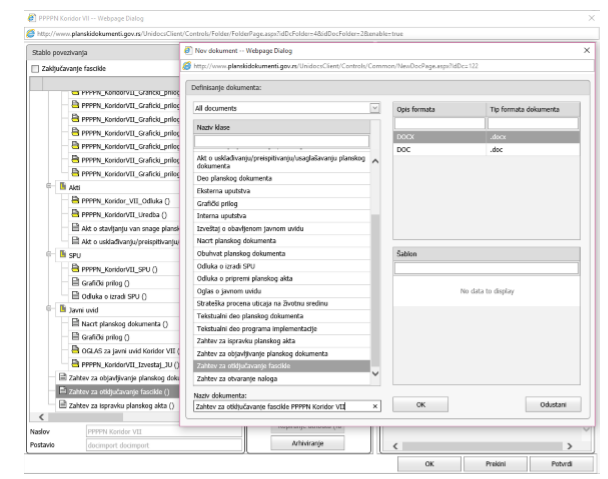 PPPPN Koridor VII -- Webpage Dialog
http://www.planskidokumenti.gov.rs/UnidocsClient/Controls/Folder/FolderPage.aspx?idDcFolder=4&idDocFolder=2&anable=true
Stablo povezivanja
Zaključavanje fascikle
PPPPN_KoridorVII_Graficki_prilog
PPPPN_KoridorVII_Graficki_prilog
PPPPN_KoridorVII_Graficki_prilog
PPPPN_KoridorVII_Graficki_prilog
PPPPN_KoridorVII_Graficki_prilog
PPPPN_KoridorVII_Graficki_prilog
Akti
PPPPN_Koridor_VII_Odluka ()
PPPPN_KoridorVII_Uredba ()
Akt o stavljanju van snage plansk
Akt o usklađivanju/preispitivanju/
SPU
PPPPN_KoridorVII_SPU ()
Grafički prilog ()
Odluka o izradi SPU ()
Javni uvid
Nacrt planskog dokumenta ()
Grafički prilog ()
OGLAS za javni uvid Koridor VII (
PPPPN_KoridorVII_Izvestaj_JU ()
Zahtev za objavljivanje planskog doku
Zahtev za otključavanje fascikle ()
Zahtev za ispravku planskog akta ()
Naslov
PPPPN Koridor VII
Postavio
docimport docimport
Arhiviranje
OK
Prekini
Potvrdi
Nov dokument -- Webpage Dialog
http://www.planskidokumenti.gov.rs/UnidocsClient/Controls/Common/NewDocPage.aspx?idDc=122
Definisanje dokumenta:
All documents
Naziv klase
Akt o usklađivanju/preispitivanju/usaglašavanju planskog
dokumenta
Deo planskog dokumenta
Eksterna uputstva
Grafički prilog
Interna uputstva
Izveštaj o obavljenom javnom uvidu
Nacrt planskog dokumenta
Obuhvat planskog dokumenta
Odluka o izradi SPU
Odluka o pripremi planskog akta
Oglas o javnom uvidu
Strateška procena uticaja na životnu sredinu
Tekstualni deo planskog dokumenta
Tekstualni deo programa implementacije
Zahtev za ispravku planskog akta
Zahtev za objavljivanje planskog dokumenta
Zahtev za otključavanje fascikle
Zahtev za otvaranje naloga
Naziv dokumenta:
Zahtev za otključavanje fascikle PPPPN Koridor VII
Opis formata
Tip formata dokumenta
DOCX
.docx
DOC
.doc
Šablon
No data to display
OK
Odustani